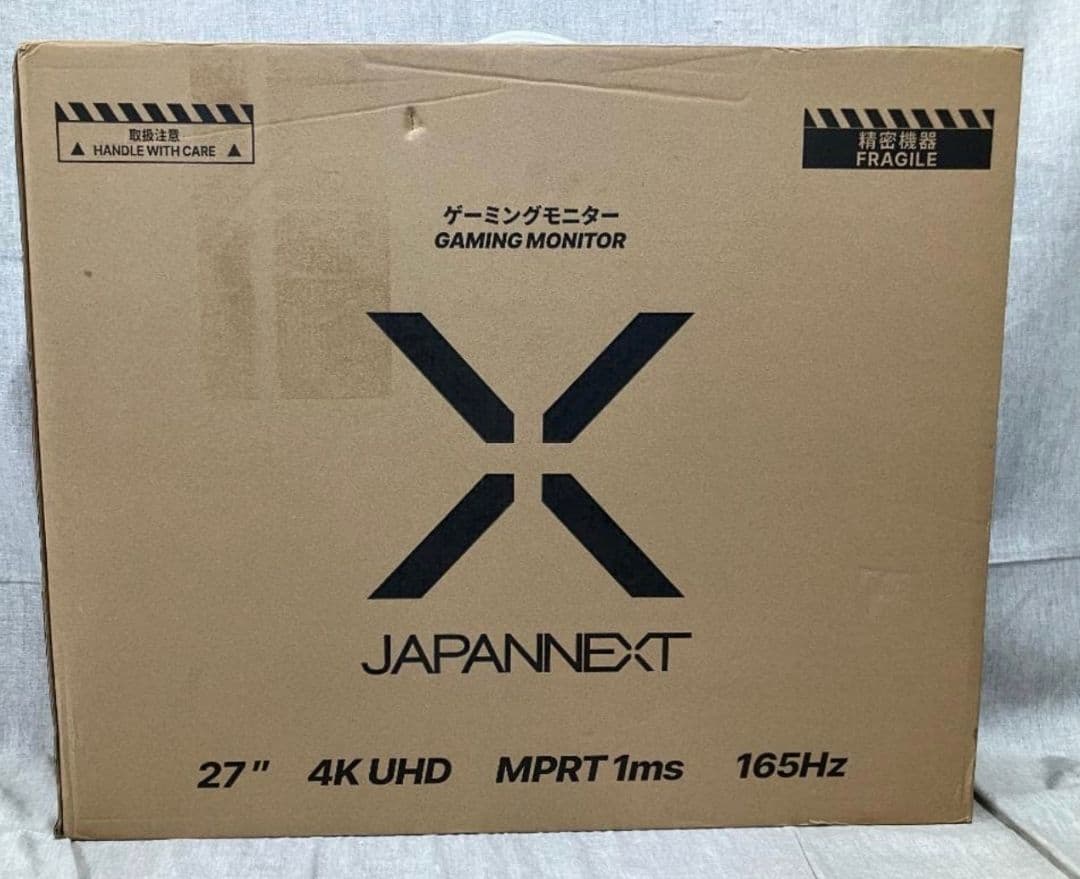 取扱注意
▲ HANDLE WITH CARE ▲
精密機器
FRAGILE
ゲーミングモニター
GAMING MONITOR
JAPANNEXT
27" 4K UHD MPRT 1ms 165Hz